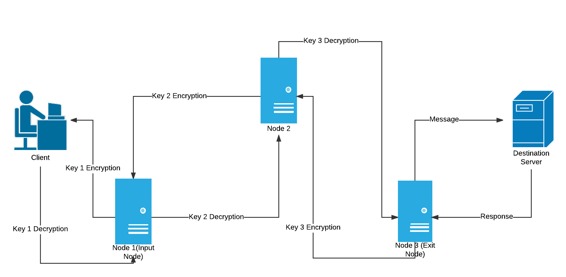 Key 3 Decryption
Key 2 Encryption
Node 2
Message
Client
Destination
Server
Key 1 Encryption
Key 2 Decryption
Response
Key 1 Decryption
Key 3 Encryption
Node 1(Input
Node)
Node 3 (Exit
Node)